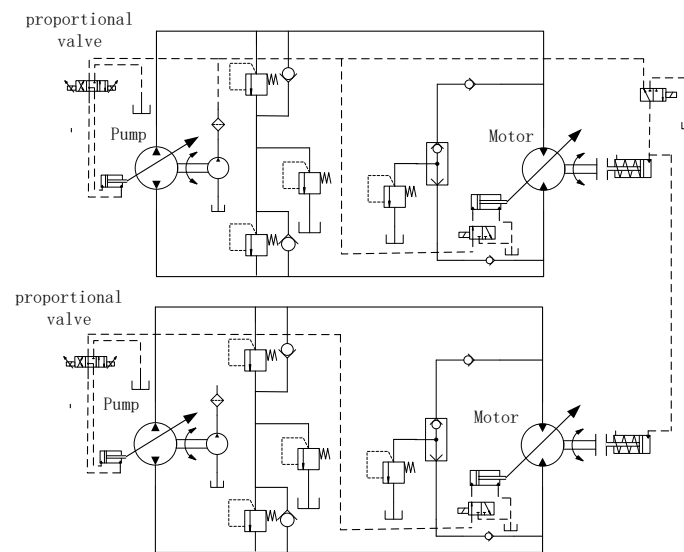 proportional
valve
Pump
Motor
proportional
valve
Pump
Motor